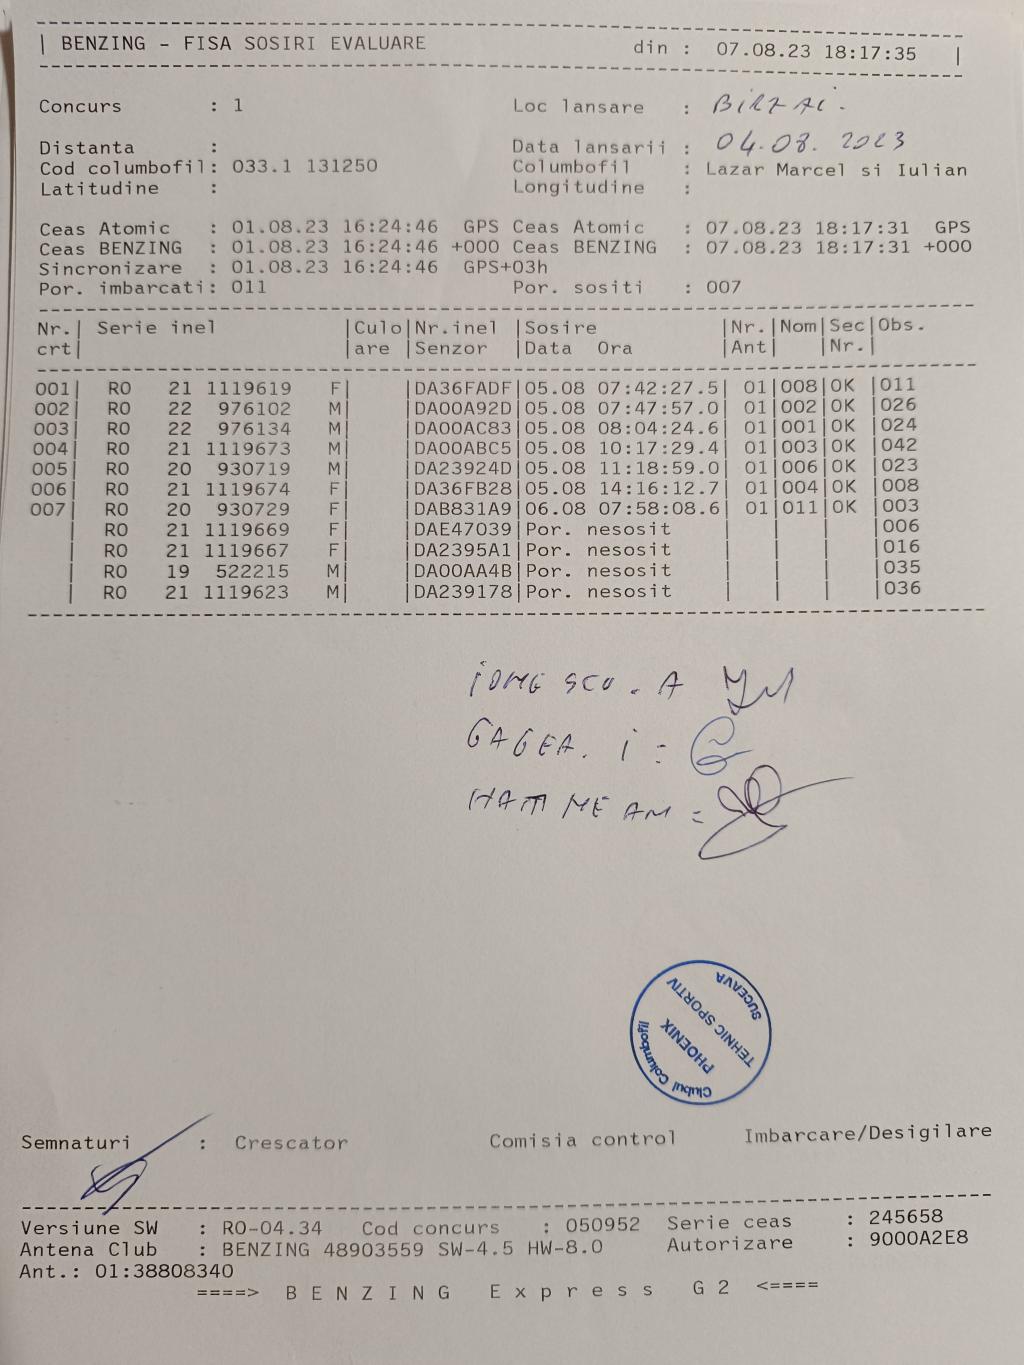 | BENZING - FISA SOSIRI EVALUARE din : 07.08.23 18:17:35 |
Concurs : 1 Loc lansare : BIRZAI.
Distanta : Data lansarii : 04.08.2023
Cod columbofil: 033.1 131250 Columbofil : Lazar Marcel si Iulian
Latitudine : Longitudine :
Ceas Atomic : 01.08.23 16:24:46 GPS Ceas Atomic : 07.08.23 18:17:31 GPS
Ceas BENZING : 01.08.23 16:24:46 +000 Ceas BENZING : 07.08.23 18:17:31 +000
Sincronizare : 01.08.23 16:24:46 GPS+03h
Por. imbarcati: 011 Por. sositi : 007
Nr.| Serie inel |Culo|Nr.inel |Sosire |Nr.|Nom|Sec|Obs.
crt| |are |Senzor |Data Ora |Ant| |Nr.|
001| RO 21 1119619 F| |DA36FADF|05.08 07:42:27.5| 01|008|OK |011
002| RO 22 976102 M| |DA00A92D|05.08 07:47:57.0| 01|002|OK |026
003| RO 22 976134 M| |DA00AC83|05.08 08:04:24.6| 01|001|OK |024
004| RO 21 1119673 M| |DA00ABC5|05.08 10:17:29.4| 01|003|OK |042
005| RO 20 930719 M| |DA23924D|05.08 11:18:59.0| 01|006|OK |023
006| RO 21 1119674 F| |DA36FB28|05.08 14:16:12.7| 01|004|OK |008
007| RO 20 930729 F| |DAB831A9|06.08 07:58:08.6| 01|011|OK |003
| RO 21 1119669 F| |DAE47039|Por. nesosit | | | |006
| RO 21 1119667 F| |DA2395A1|Por. nesosit | | | |016
| RO 19 522215 M| |DA00AA4B|Por. nesosit | | | |035
| RO 21 1119623 M| |DA239178|Por. nesosit | | | |036
GAGEA. i :
Clubul Columbofil
PHOENIX
TEHNIC SPORTIV
SUCEAVA
Semnaturi : Crescator Comisia control Imbarcare/Desigilare
Versiune SW : RO-04.34 Cod concurs : 050952 Serie ceas : 245658
Antena Club : BENZING 48903559 SW-4.5 HW-8.0 Autorizare : 9000A2E8
Ant.: 01:38808340
====> B E N Z I N G E x p r e s s G 2 <====